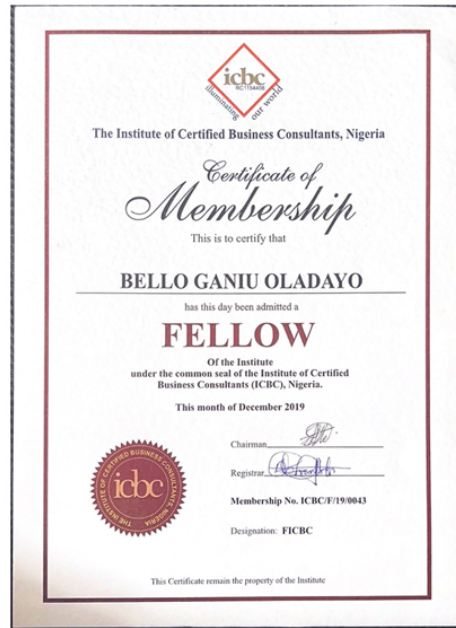 icbc
RC1154408
illuminating our world
The Institute of Certified Business Consultants, Nigeria
Certificate of
Membership
This is to certify that
BELLO GANIU OLADAYO
has this day been admitted a
FELLOW
Of the Institute
under the common seal of the Institute of Certified
Business Consultants (ICBC), Nigeria.
This month of December 2019
Chairman
Registrar
Membership No. ICBC/F/19/0043
Designation: FICBC
THE INSTITUTE OF CERTIFIED BUSINESS CONSULTANTS, NIGERIA
icbc
This Certificate remain the property of the Institute